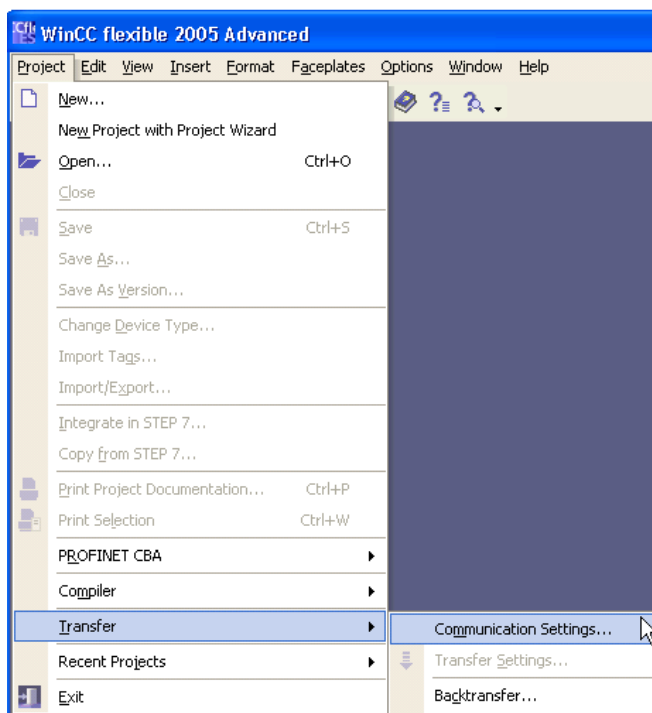 WinCC flexible 2005 Advanced
Project Edit View Insert Format Faceplates Options Window Help
New...
New Project with Project Wizard
Open... Ctrl+O
Close
Save Ctrl+S
Save As...
Save As Version...
Change Device Type...
Import Tags...
Import/Export...
Integrate in STEP 7...
Copy from STEP 7...
Print Project Documentation... Ctrl+P
Print Selection Ctrl+W
PROFINET CBA
Compiler
Transfer Communication Settings...
Recent Projects Transfer Settings...
Exit Backtransfer...